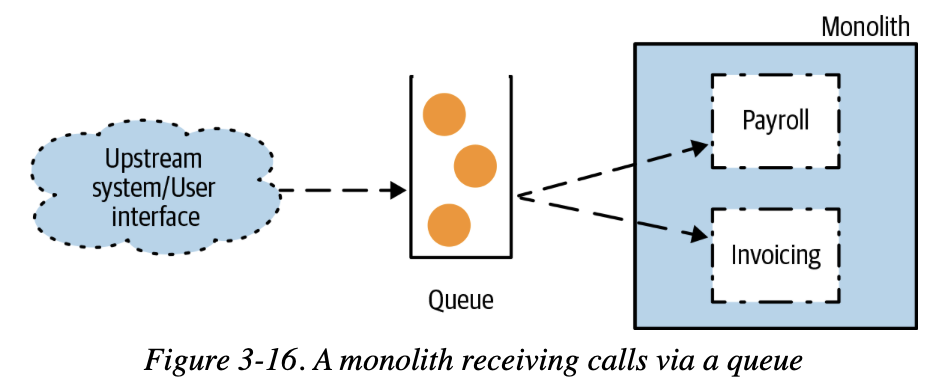 Monolith
Upstream
system/User
interface
Payroll
Invoicing
Queue
Figure 3-16. A monolith receiving calls via a queue